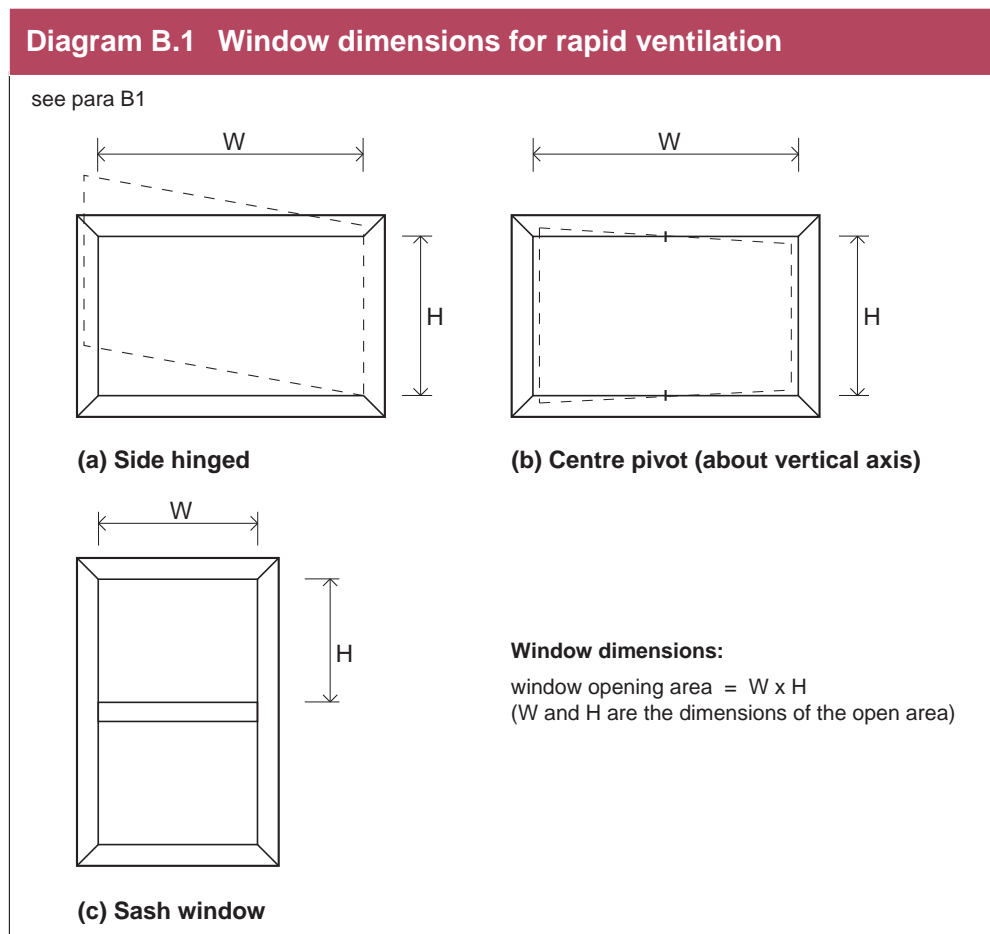 Diagram B.1 Window dimensions for rapid ventilation
see para B1
W
H
(a) Side hinged
W
H
(b) Centre pivot (about vertical axis)
W
H
(c) Sash window
Window dimensions:
window opening area = W x H
(W and H are the dimensions of the open area)